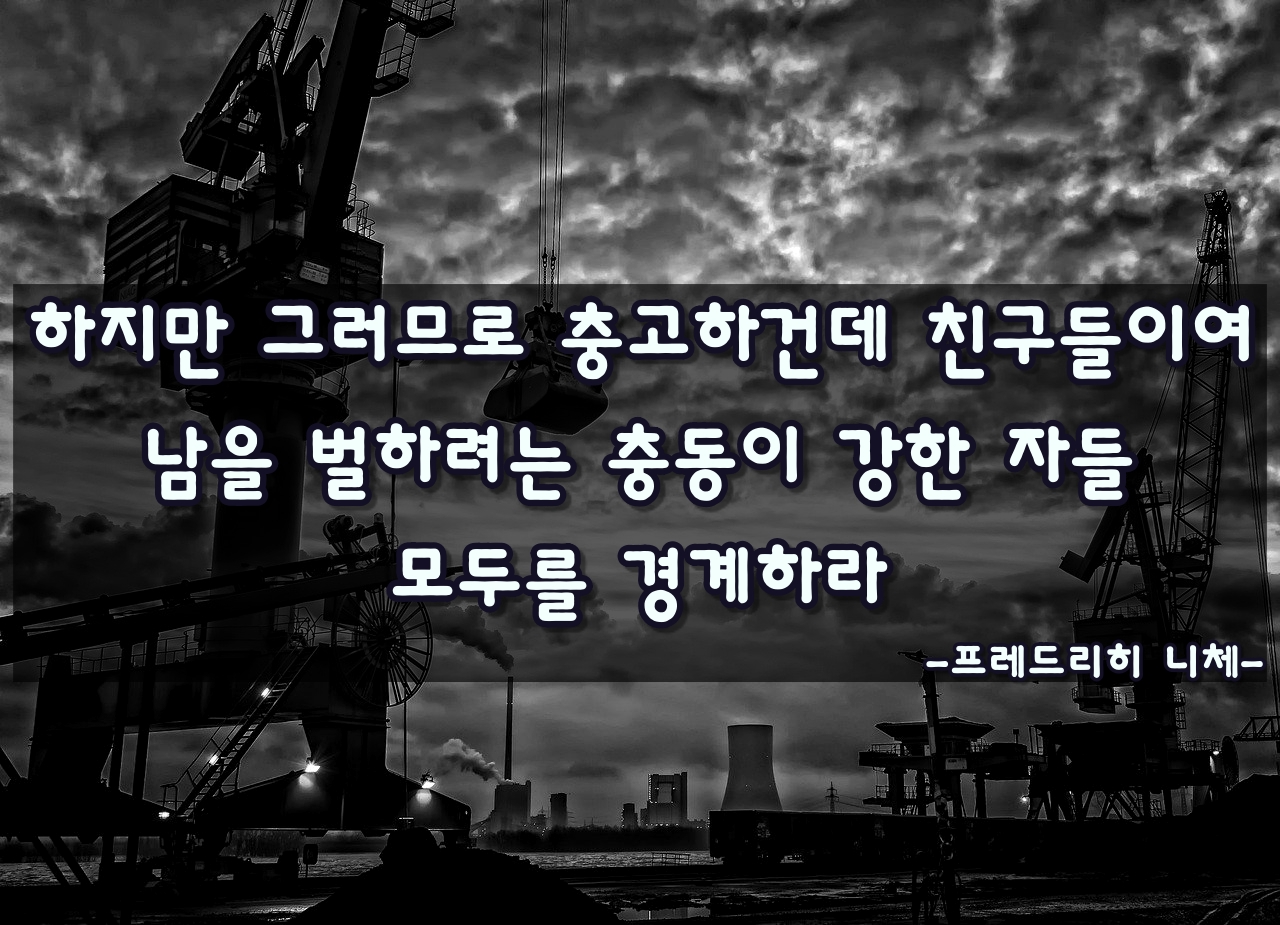 하지만 그러므로 충고하건데 친구들이여
남을 벌하려는 충동이 강한 자들
모두를 경계하라
-프레드리히 니체-